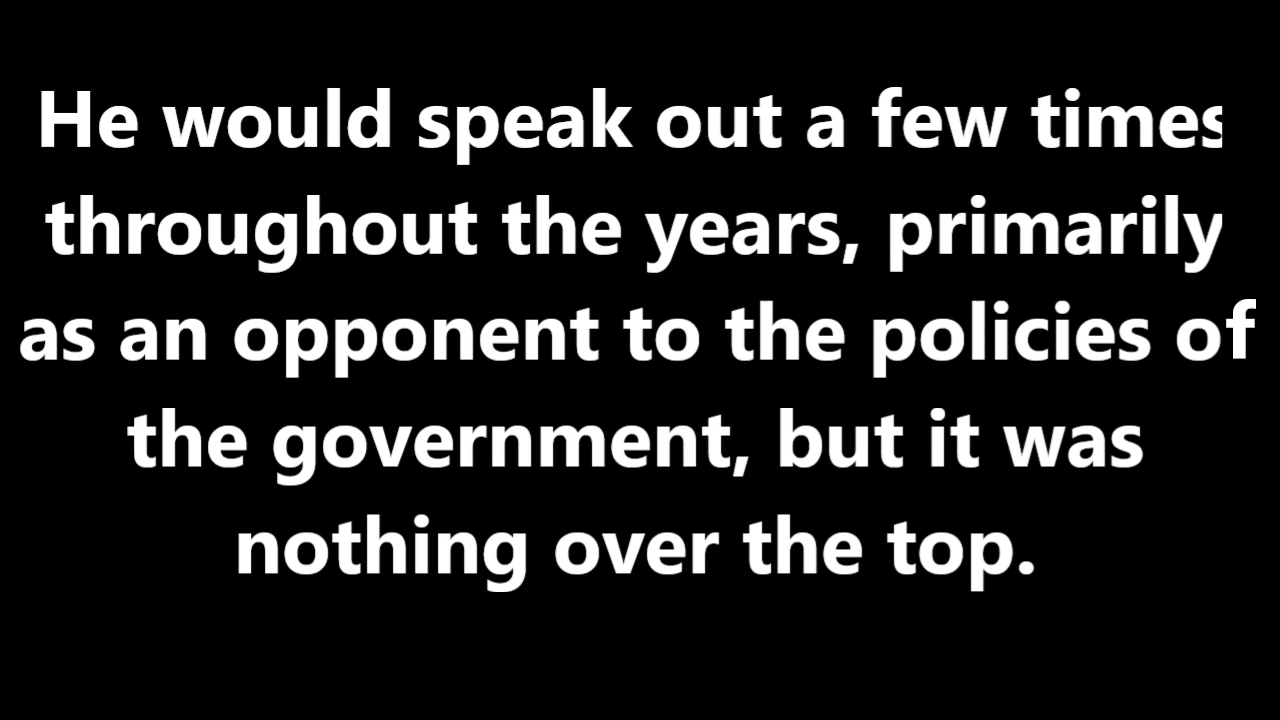 He would speak out a few times
throughout the years, primarily
as an opponent to the policies of
the government, but it was
nothing over the top.